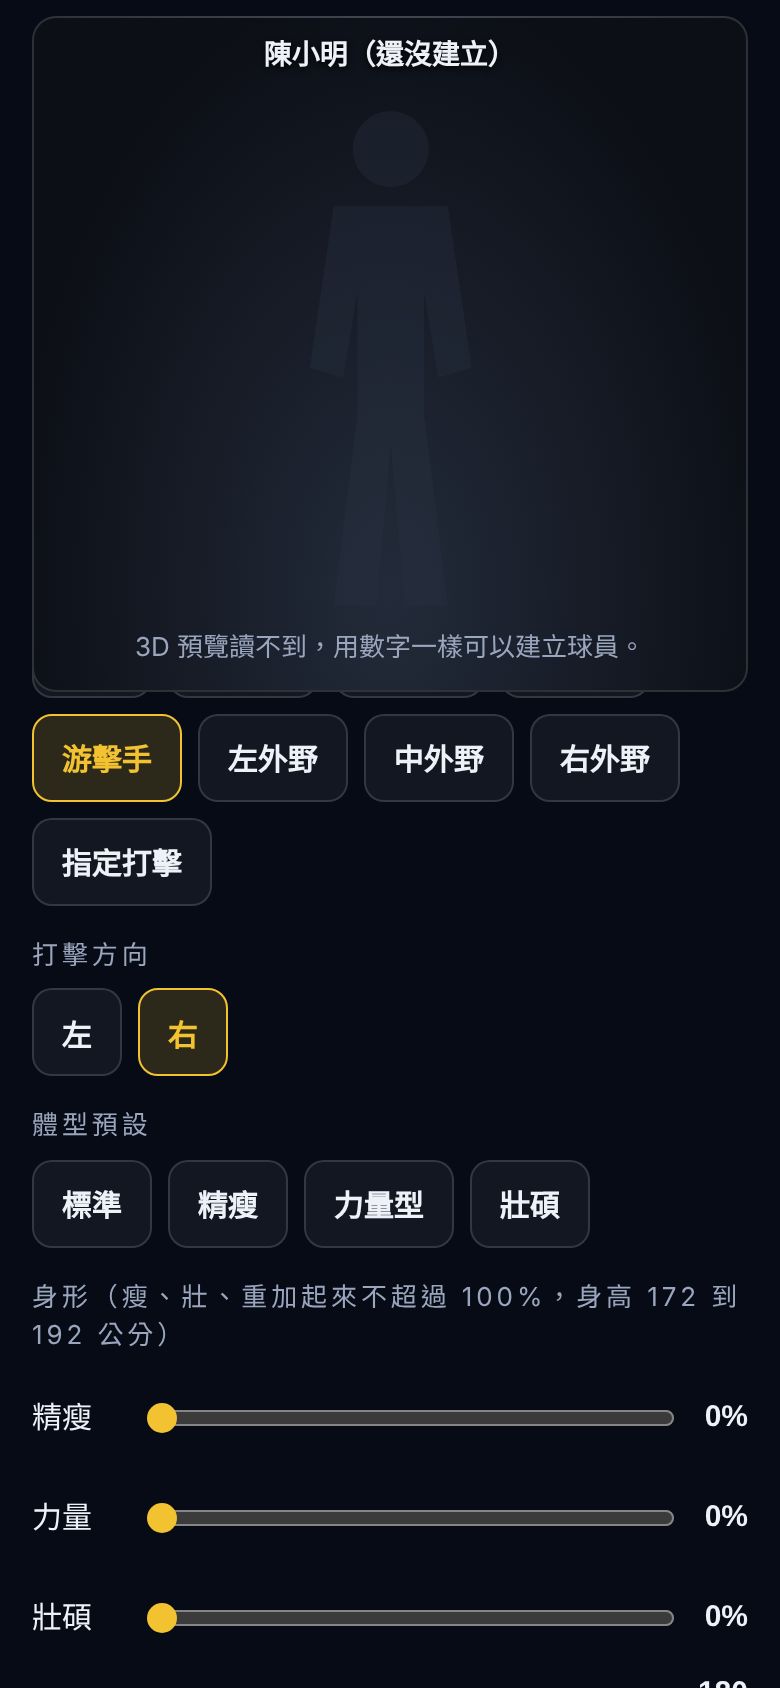 陳小明（還沒建立）
3D 預覽讀不到，用數字一樣可以建立球員。
游擊手 左外野 中外野 右外野
指定打擊
打擊方向
左 右
體型預設
標準 精瘦 力量型 壯碩
身形（瘦、壯、重加起來不超過 100%，身高 172 到
192 公分）
精瘦 0%
力量 0%
壯碩 0%